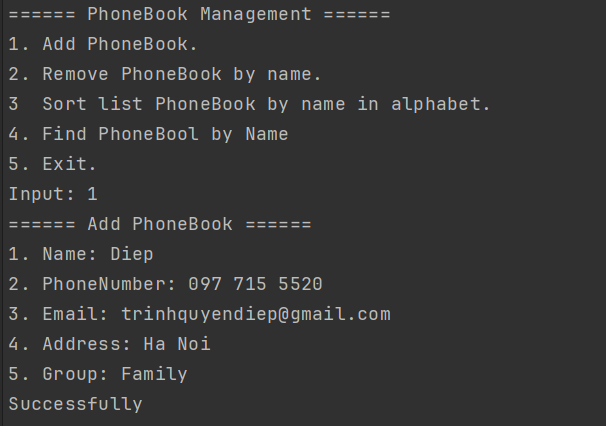 ====== PhoneBook Management ======
1. Add PhoneBook.
2. Remove PhoneBook by name.
3  Sort list PhoneBook by name in alphabet.
4. Find PhoneBool by Name
5. Exit.
Input: 1
====== Add PhoneBook ======
1. Name: Diep
2. PhoneNumber: 097 715 5520
3. Email: trinhquyendiep@gmail.com
4. Address: Ha Noi
5. Group: Family
Successfully